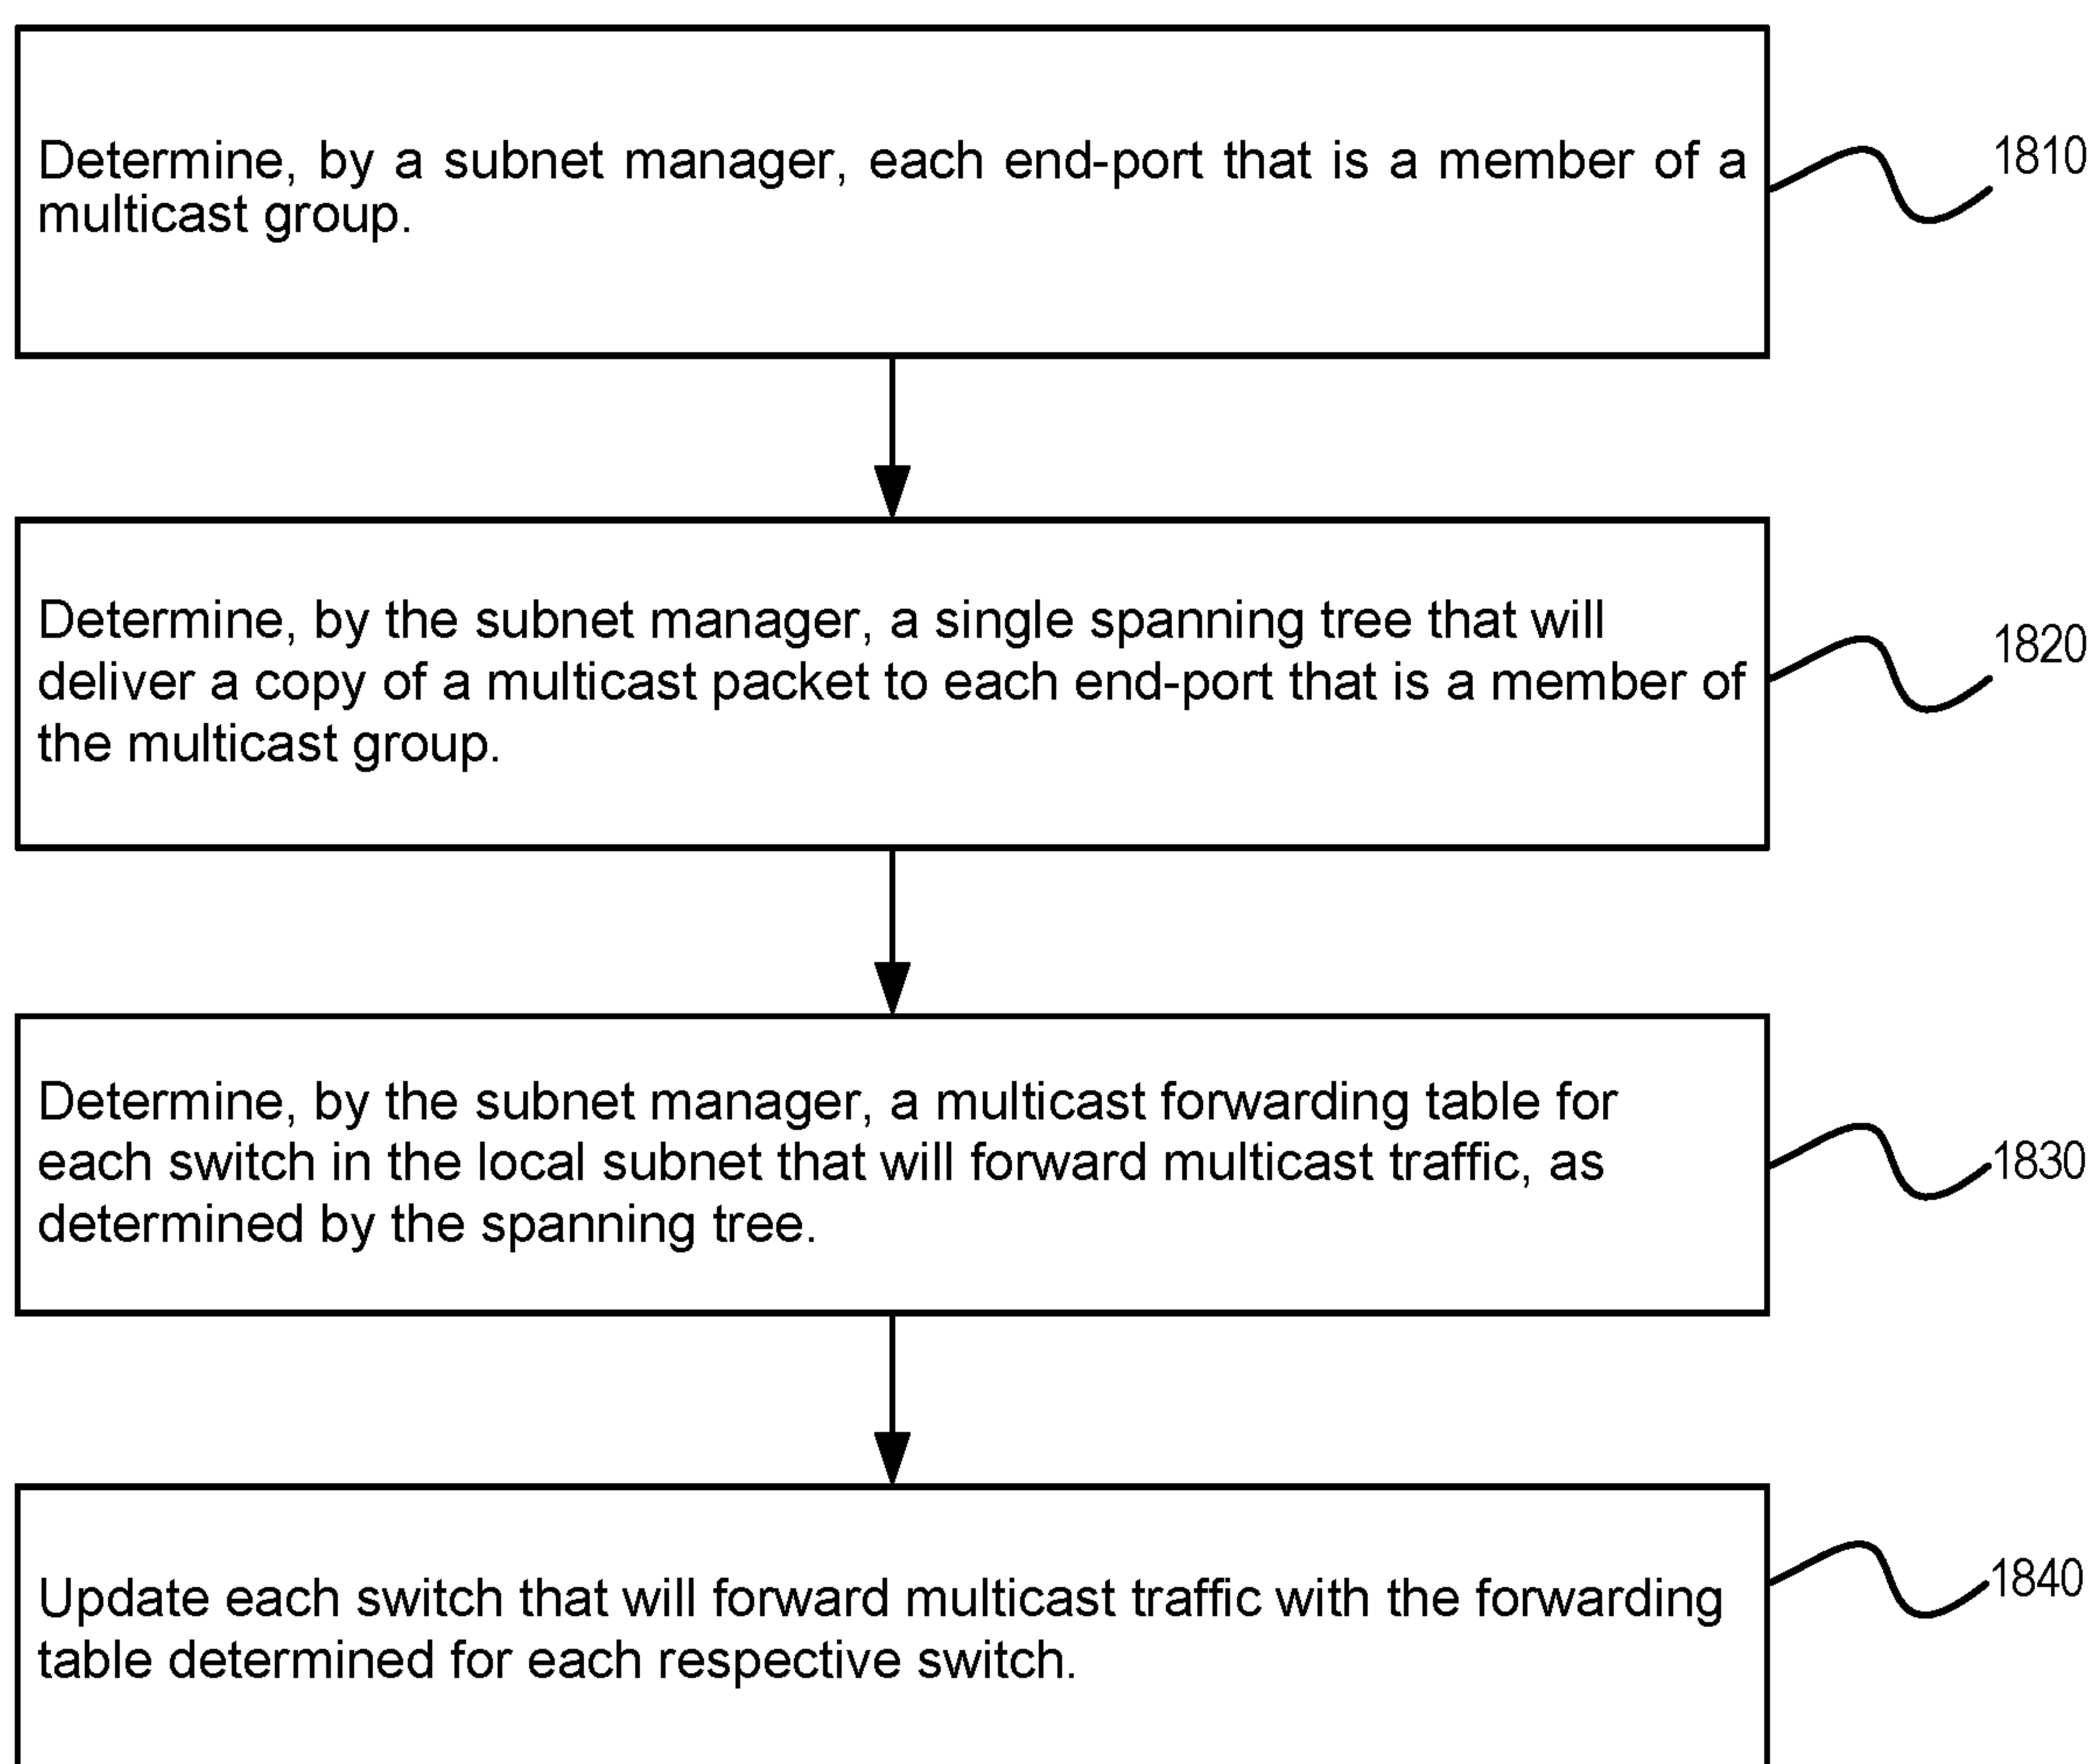 Determine, by a subnet manager, each end-port that is a member of a
multicast group.
1810
Determine, by the subnet manager, a single spanning tree that will
deliver a copy of a multicast packet to each end-port that is a member of
the multicast group.
1820
Determine, by the subnet manager, a multicast forwarding table for
each switch in the local subnet that will forward multicast traffic, as
determined by the spanning tree.
1830
Update each switch that will forward multicast traffic with the forwarding
table determined for each respective switch.
1840